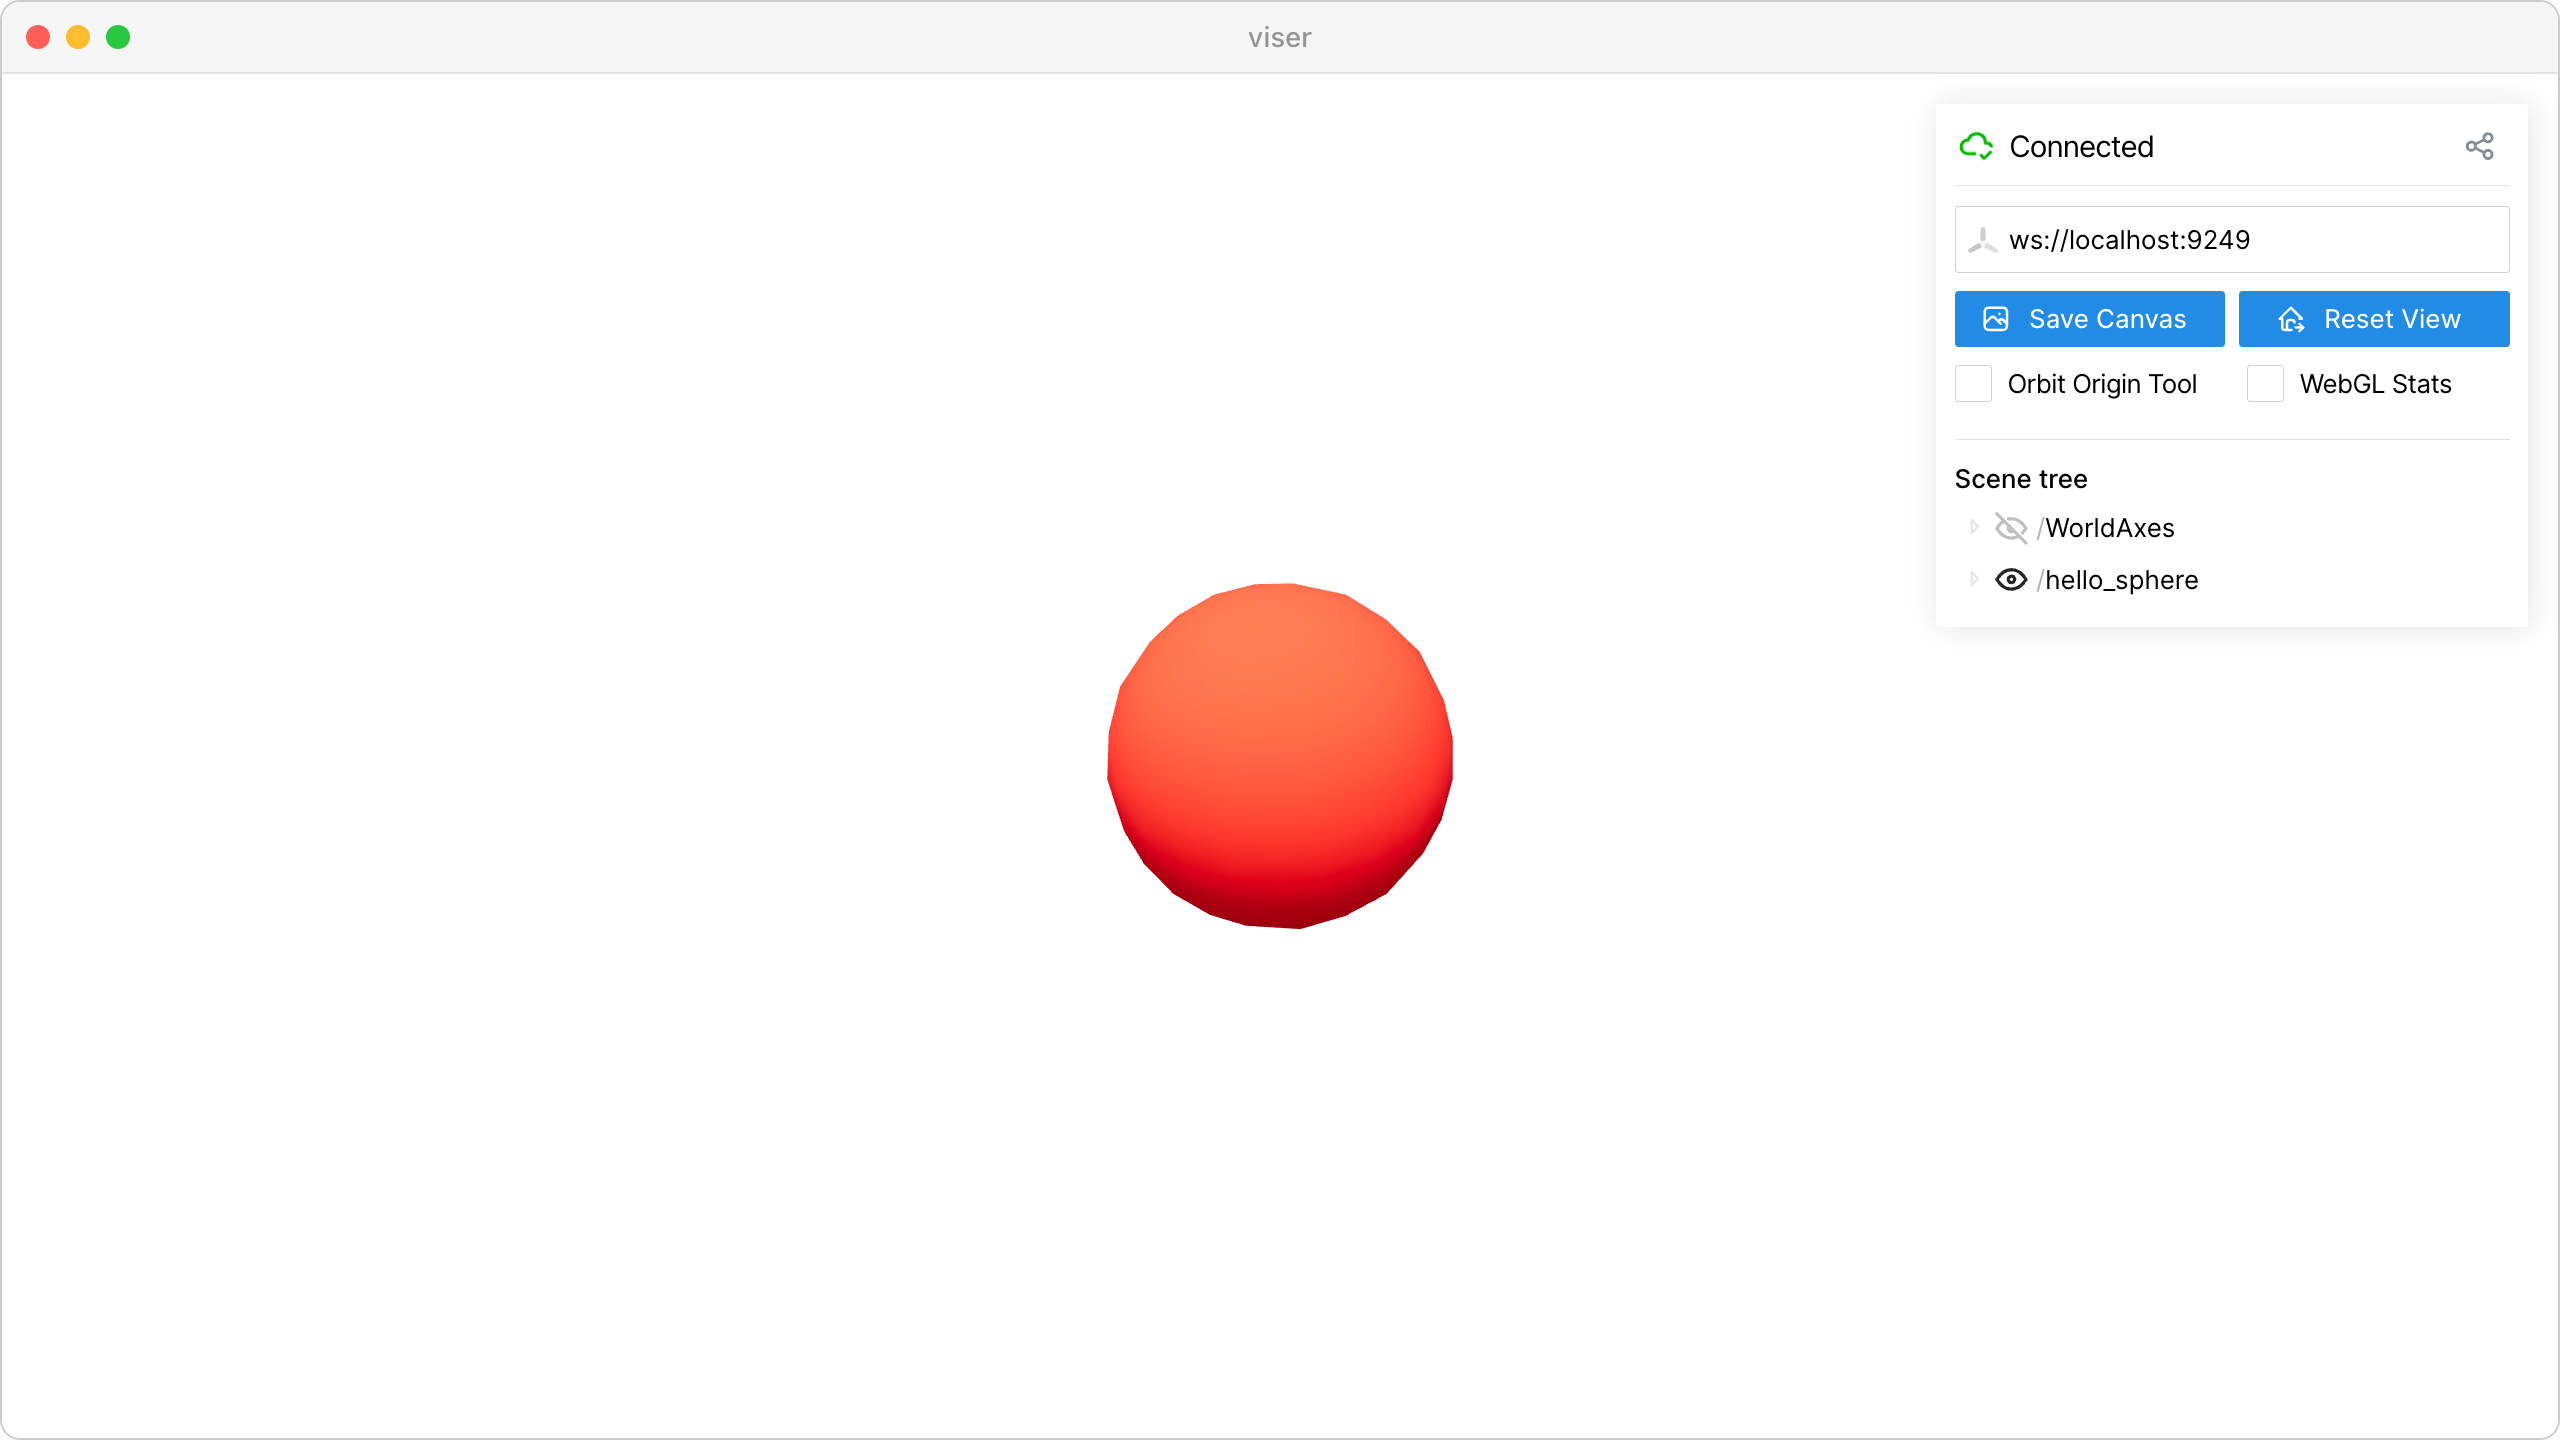 viser
Connected
ws://localhost:9249
Save Canvas
Reset View
Orbit Origin Tool
WebGL Stats
Scene tree
/WorldAxes
/hello_sphere